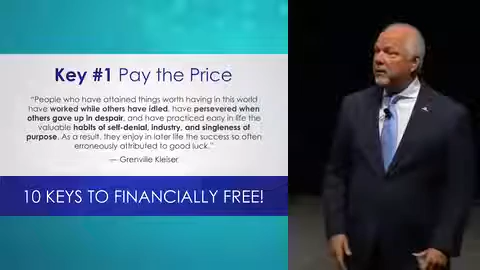 Key #1 Pay the Price
“People who have attained things worth having in this world
have worked while others have idled, have persevered when
others gave up in despair, and have practiced early in life the
valuable habits of self-denial, industry, and singleness of
purpose. As a result, they enjoy in later life the success so often
erroneously attributed to good luck.”
— Grenville Kleiser
10 KEYS TO FINANCIALLY FREE!